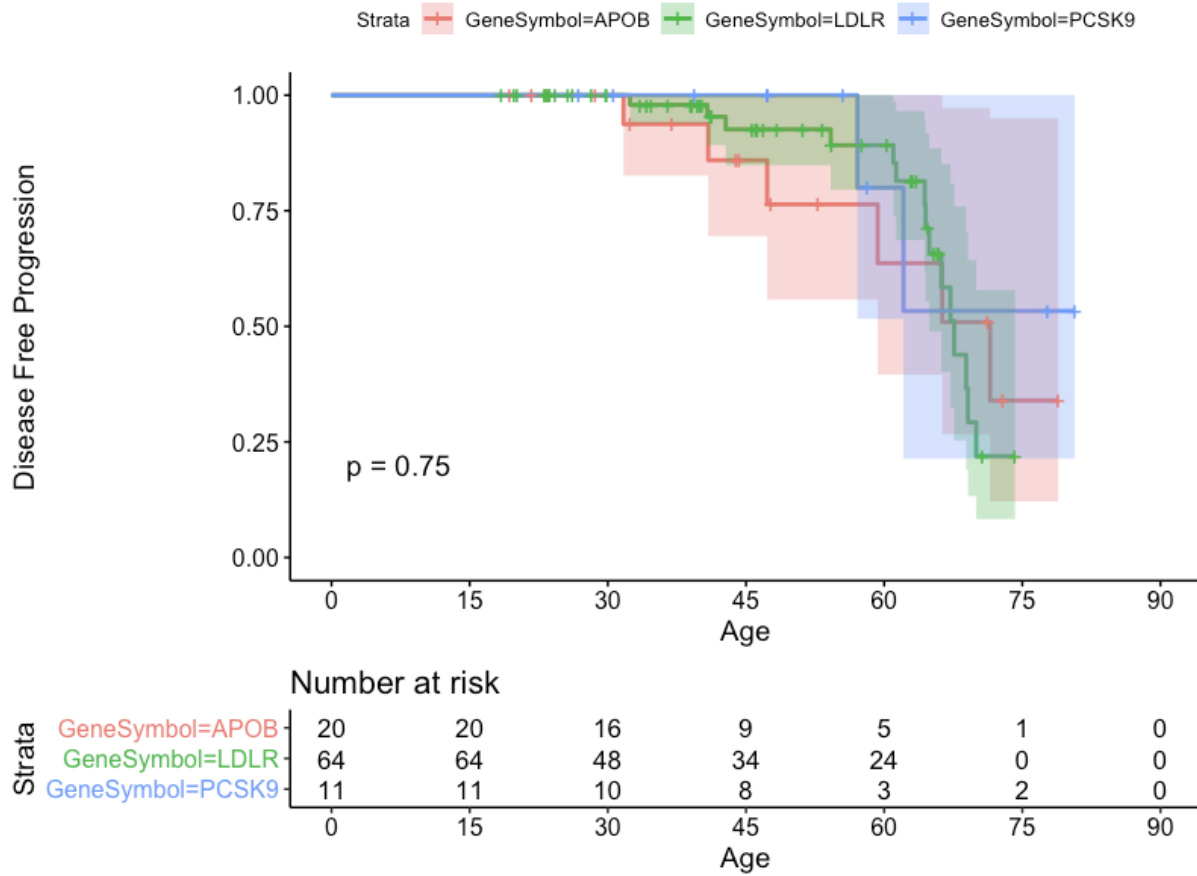 Strata GeneSymbol=APOB GeneSymbol=LDLR GeneSymbol=PCSK9
Disease Free Progression
1.00
0.75
0.50
0.25
0.00
p = 0.75
0 15 30 45 60 75 90
Age
Number at risk
Strata
GeneSymbol=APOB 20 20 16 9 5 1 0
GeneSymbol=LDLR 64 64 48 34 24 0 0
GeneSymbol=PCSK9 11 11 10 8 3 2 0
0 15 30 45 60 75 90
Age